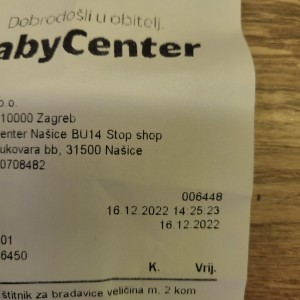 Dobrodošli u obitelj.
abyCenter
o.o.
10000 Zagreb
enter Našice BU14 Stop shop
ukovara bb, 31500 Našice
0708482
006448
16.12.2022 14:25:23
16.12.2022
01
6450
K. Vrij.
štitnik za bradavice veličina m, 2 kom